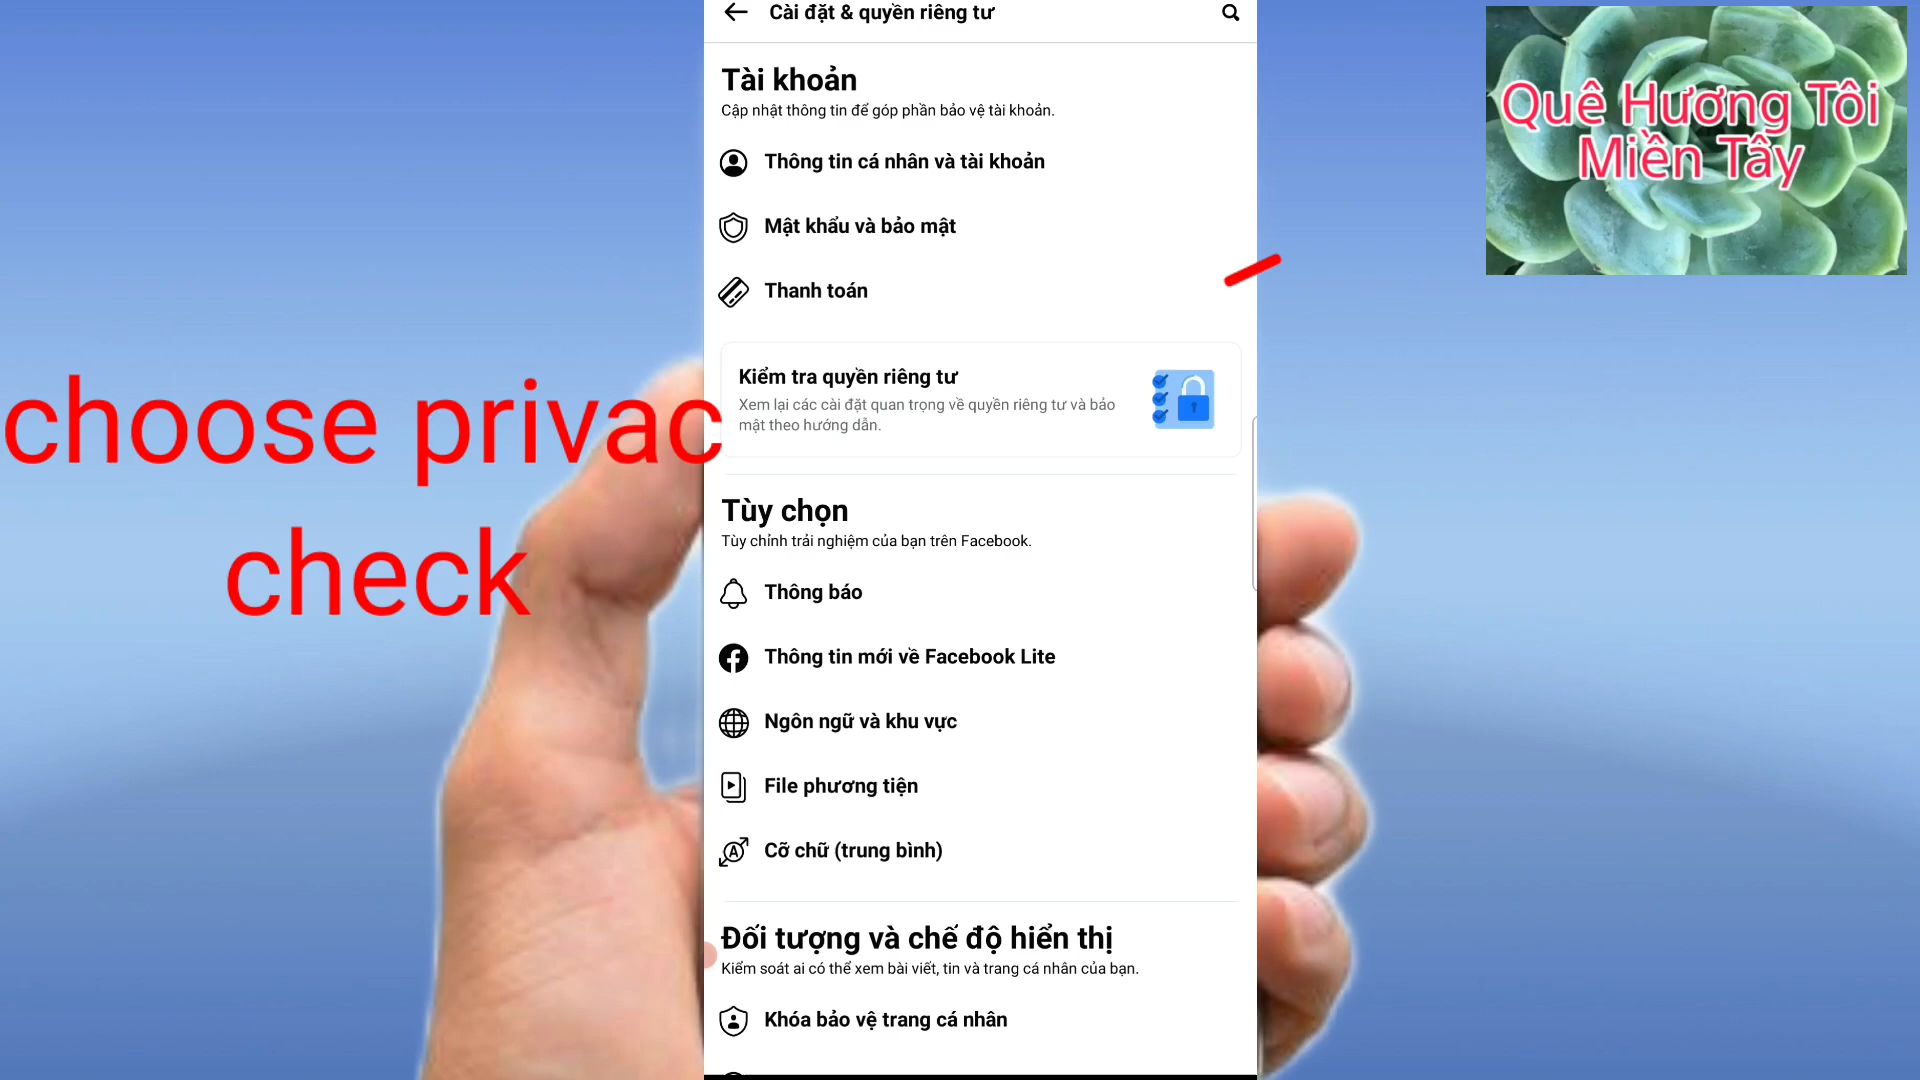 Cài đặt & quyền riêng tư
Tài khoản
Cập nhật thông tin để góp phần bảo vệ tài khoản.
Thông tin cá nhân và tài khoản
Mật khẩu và bảo mật
Thanh toán
Kiểm tra quyền riêng tư
Xem lại các cài đặt quan trọng về quyền riêng tư và bảo
mật theo hướng dẫn.
Tùy chọn
Tùy chỉnh trải nghiệm của bạn trên Facebook.
Thông báo
Thông tin mới về Facebook Lite
Ngôn ngữ và khu vực
File phương tiện
Cỡ chữ (trung bình)
Đối tượng và chế độ hiển thị
Kiểm soát ai có thể xem bài viết, tin và trang cá nhân của bạn.
Khóa bảo vệ trang cá nhân
choose privac
check
Quê Hương Tôi
Miền Tây